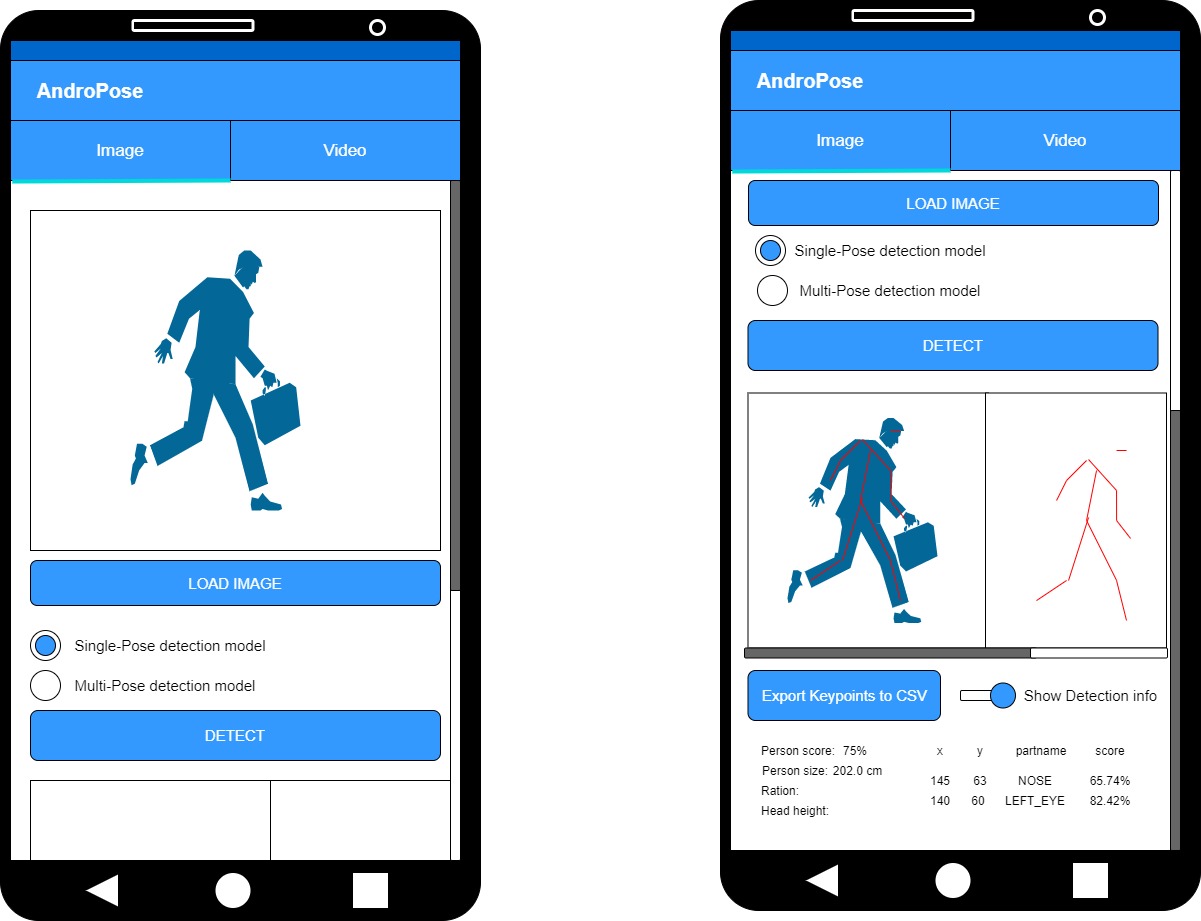 AndroPose
Image Video
LOAD IMAGE
Single-Pose detection model
Multi-Pose detection model
DETECT
AndroPose
Image Video
LOAD IMAGE
Single-Pose detection model
Multi-Pose detection model
DETECT
Export Keypoints to CSV Show Detection info
Person score: 75% x y partname score
Person size: 202.0 cm
145 63 NOSE 65.74%
Ration:
140 60 LEFT_EYE 82.42%
Head height: